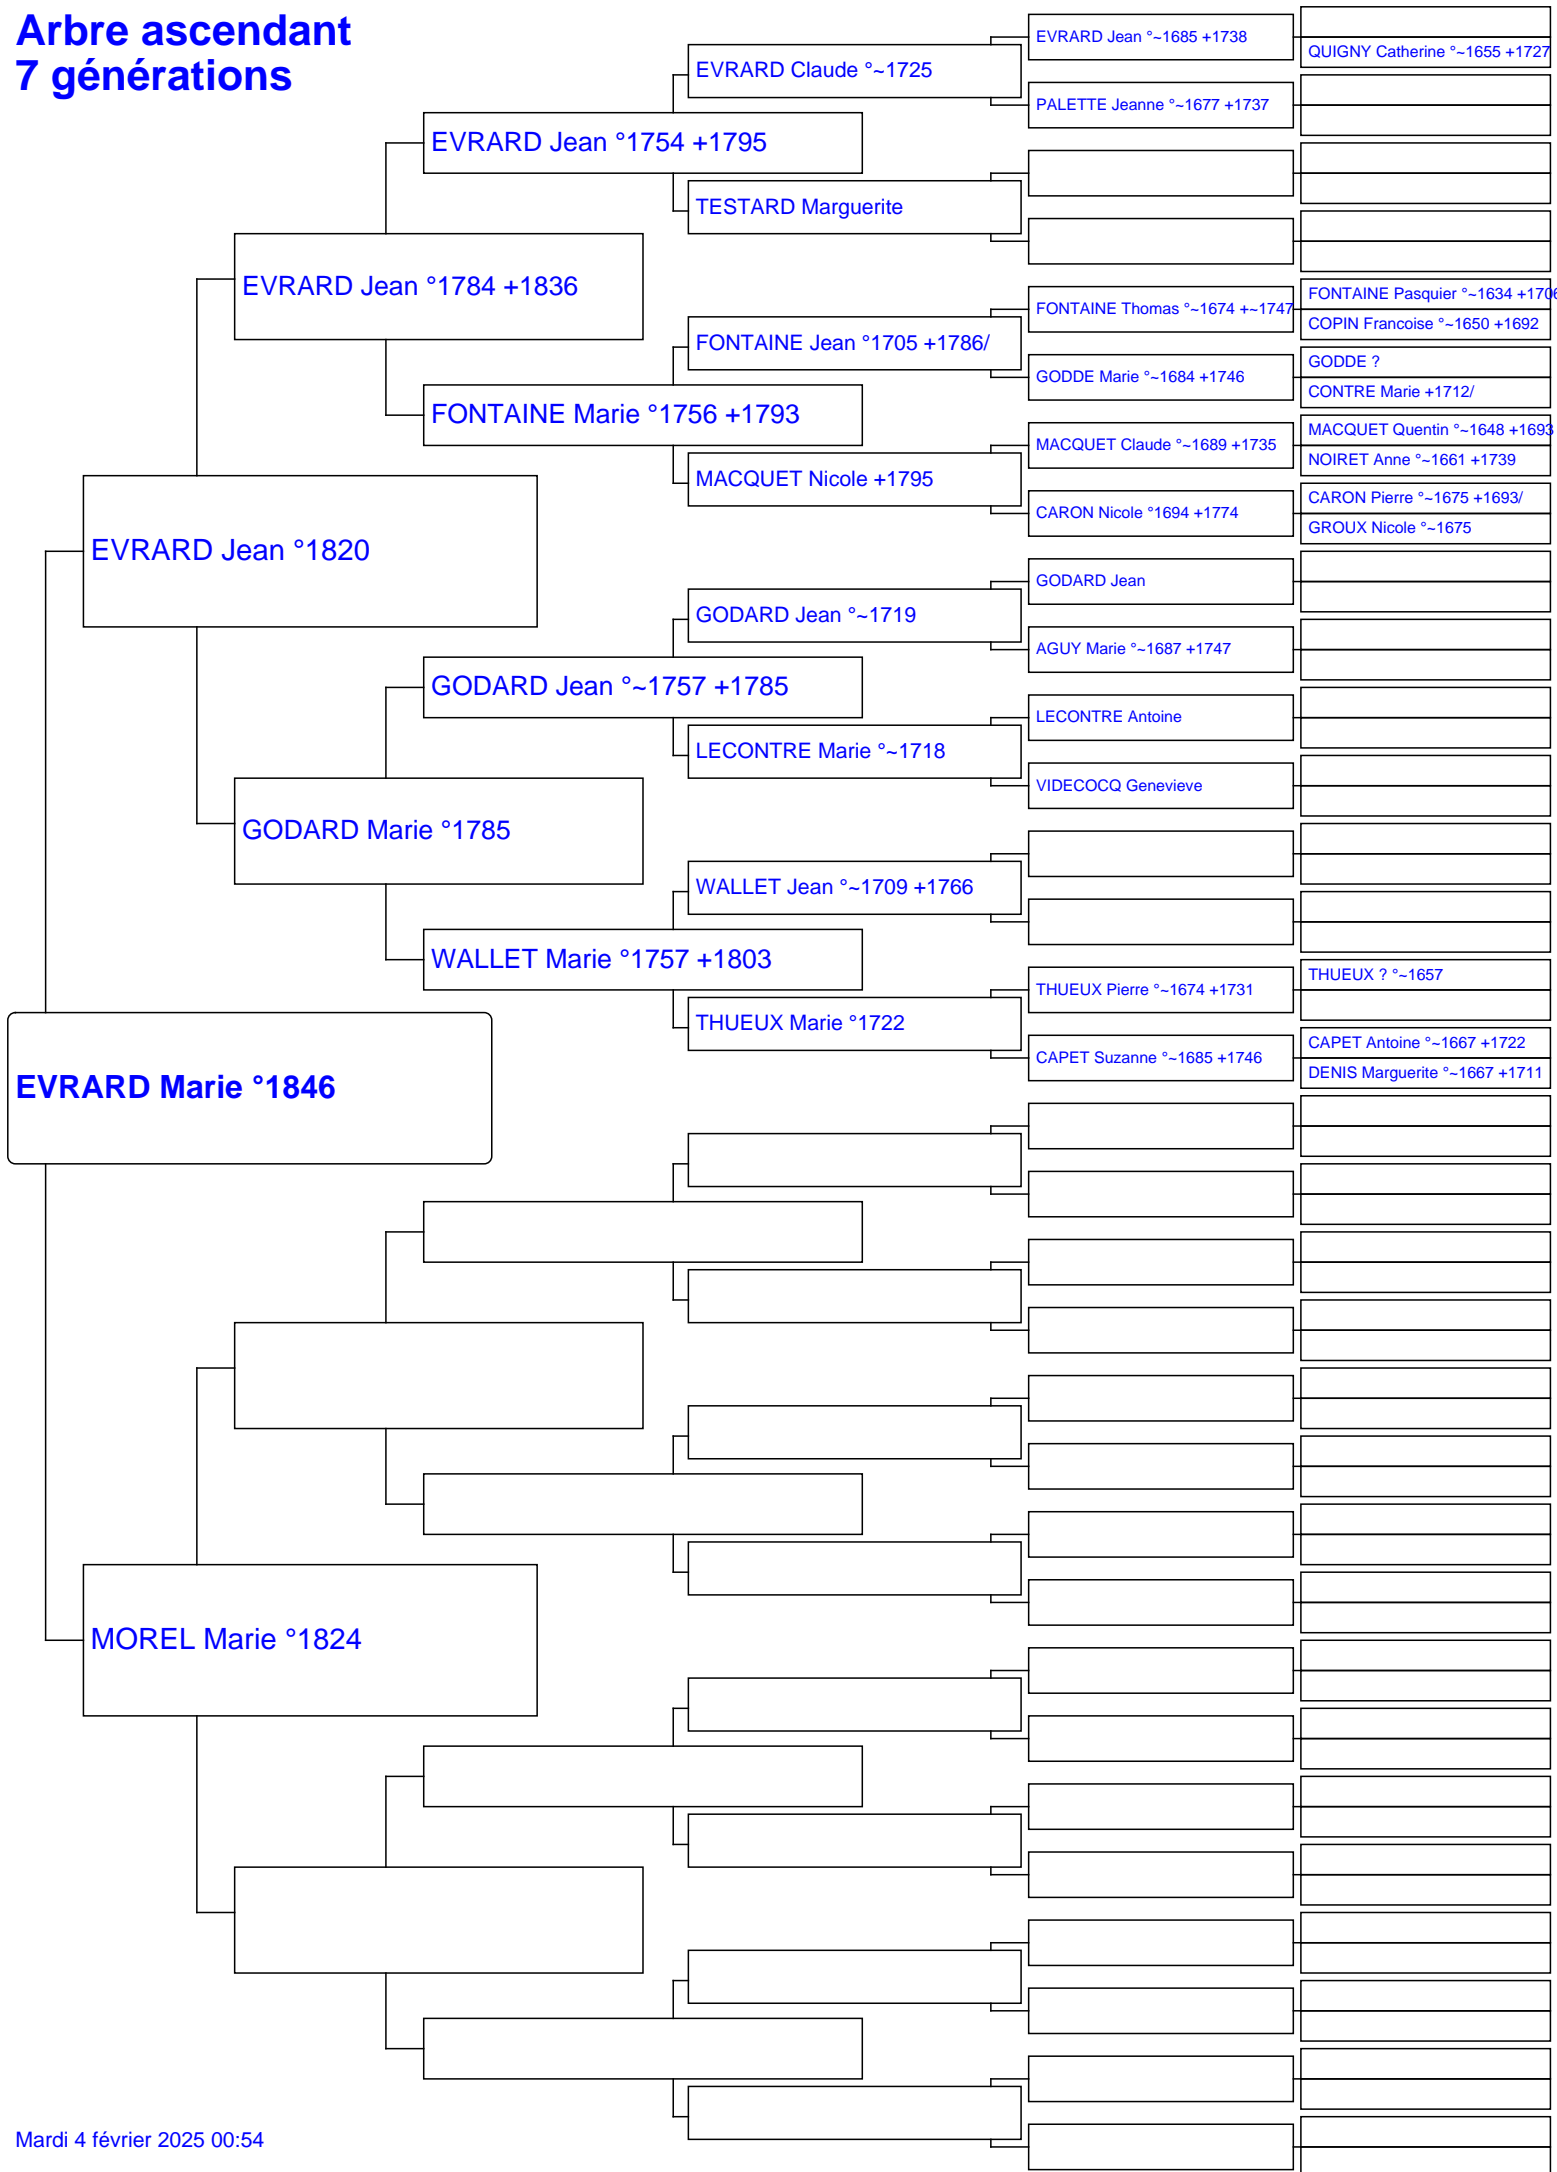 Arbre ascendant
7 générations
EVRARD Marie °1846
EVRARD Jean °1820
MOREL Marie °1824
EVRARD Jean °1784 +1836
GODARD Marie °1785
EVRARD Jean °1754 +1795
FONTAINE Marie °1756 +1793
GODARD Jean °~1757 +1785
WALLET Marie °1757 +1803
EVRARD Claude °~1725
TESTARD Marguerite
FONTAINE Jean °1705 +1786/
MACQUET Nicole +1795
GODARD Jean °~1719
LECONTRE Marie °~1718
WALLET Jean °~1709 +1766
THUEUX Marie °1722
EVRARD Jean °~1685 +1738
PALETTE Jeanne °~1677 +1737
FONTAINE Thomas °~1674 +~1747
GODDE Marie °~1684 +1746
MACQUET Claude °~1689 +1735
CARON Nicole °1694 +1774
GODARD Jean
AGUY Marie °~1687 +1747
LECONTRE Antoine
VIDECOCQ Genevieve
THUEUX Pierre °~1674 +1731
CAPET Suzanne °~1685 +1746
QUIGNY Catherine °~1655 +1727
FONTAINE Pasquier °~1634 +1706
COPIN Francoise °~1650 +1692
GODDE ?
CONTRE Marie +1712/
MACQUET Quentin °~1648 +1693
NOIRET Anne °~1661 +1739
CARON Pierre °~1675 +1693/
GROUX Nicole °~1675
THUEUX ? °~1657
CAPET Antoine °~1667 +1722
DENIS Marguerite °~1667 +1711
Mardi 4 février 2025 00:54